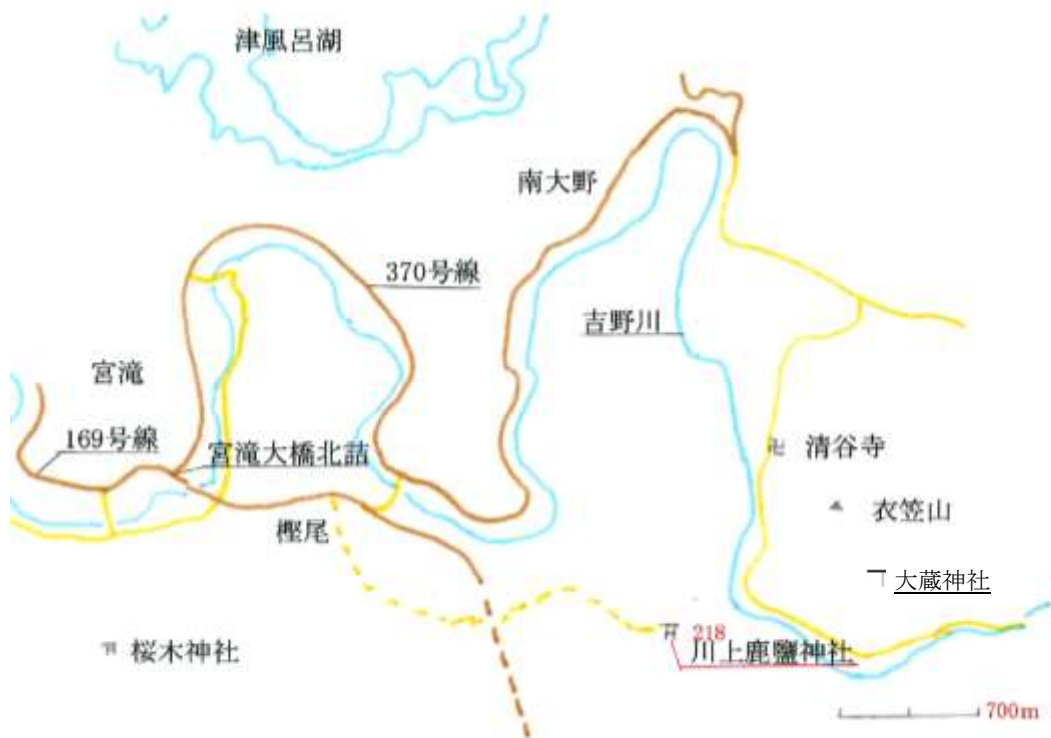 津風呂湖
南大野
370号線
吉野川
宮滝
169号線
宮滝大橋北詰
清谷寺
衣笠山
樫尾
大蔵神社
218
川上鹿鹽神社
桜木神社
700m